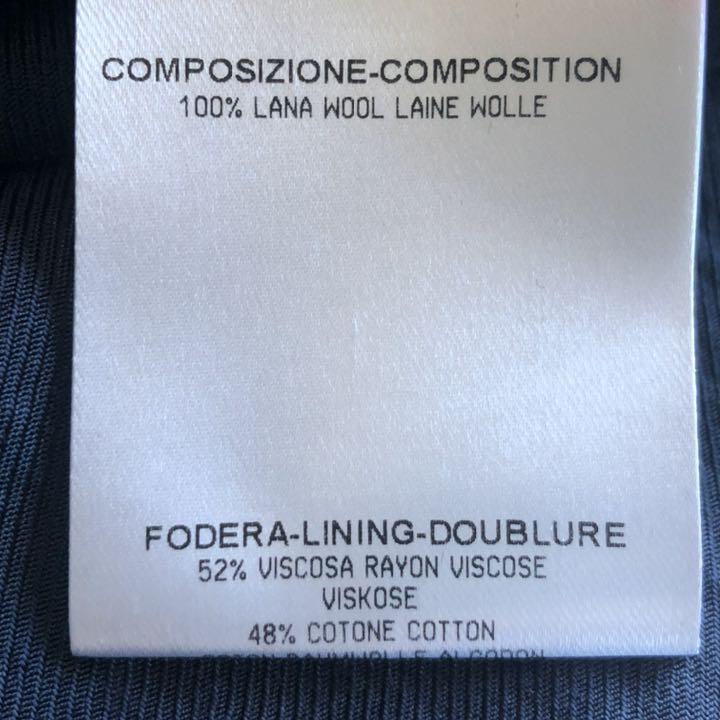 COMPOSIZIONE-COMPOSITION
100% LANA WOOL LAINE WOLLE
FODERA-LINING-DOUBLURE
52% VISCOSA RAYON VISCOSE
VISKOSE
48% COTONE COTTON